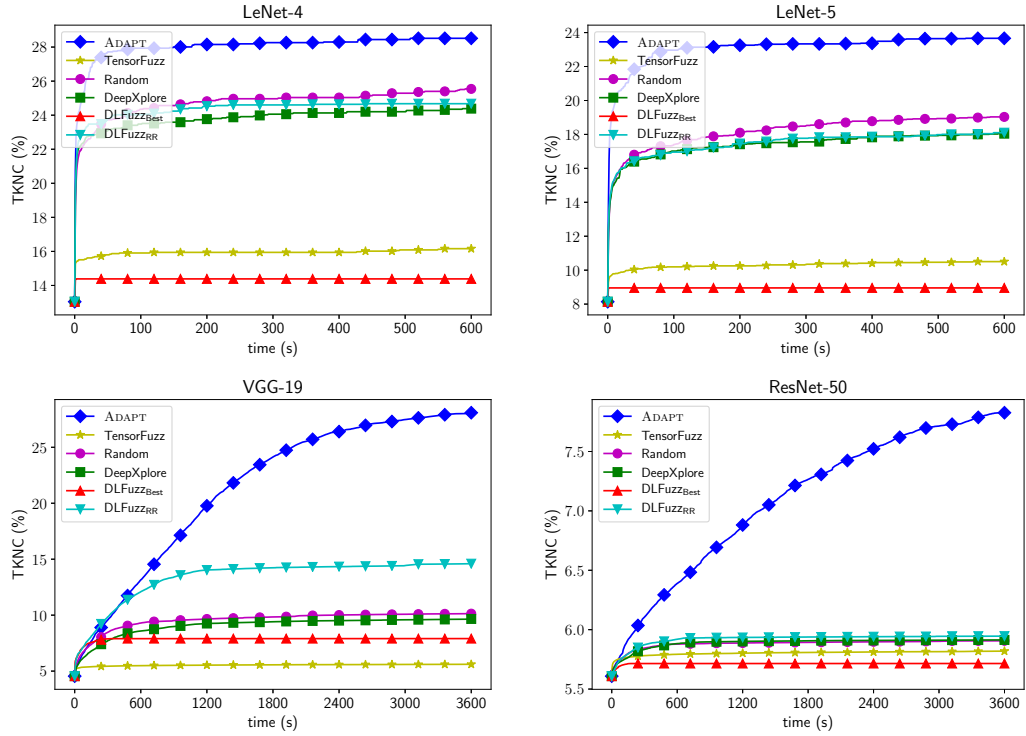 LeNet-4
TKNC (%)
28
26
24
22
20
18
16
14
ADAPT
TensorFuzz
Random
DeepXplore
DLFuzzBest
DLFuzzRR
0 100 200 300 400 500 600
time (s)
LeNet-5
TKNC (%)
24
22
20
18
16
14
12
10
8
ADAPT
TensorFuzz
Random
DeepXplore
DLFuzzBest
DLFuzzRR
0 100 200 300 400 500 600
time (s)
VGG-19
TKNC (%)
25
20
15
10
5
ADAPT
TensorFuzz
Random
DeepXplore
DLFuzzBest
DLFuzzRR
0 600 1200 1800 2400 3000 3600
time (s)
ResNet-50
TKNC (%)
7.5
7.0
6.5
6.0
5.5
ADAPT
TensorFuzz
Random
DeepXplore
DLFuzzBest
DLFuzzRR
0 600 1200 1800 2400 3000 3600
time (s)